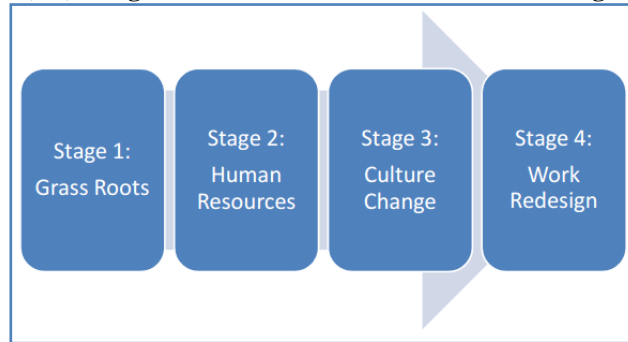 Stage 1:
Grass Roots
Stage 2:
Human
Resources
Stage 3:
Culture
Change
Stage 4:
Work
Redesign